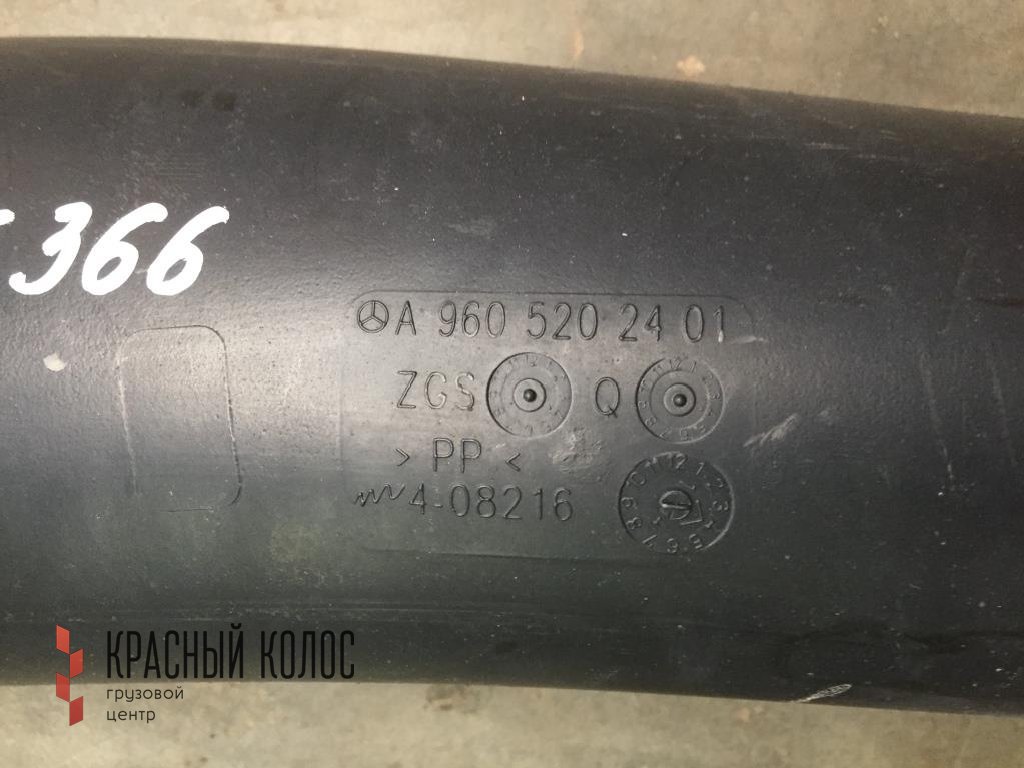 366
A 960 520 24 01
ZGS Q
> PP <
4-08216
КРАСНЫЙ КОЛОС
грузовой
центр